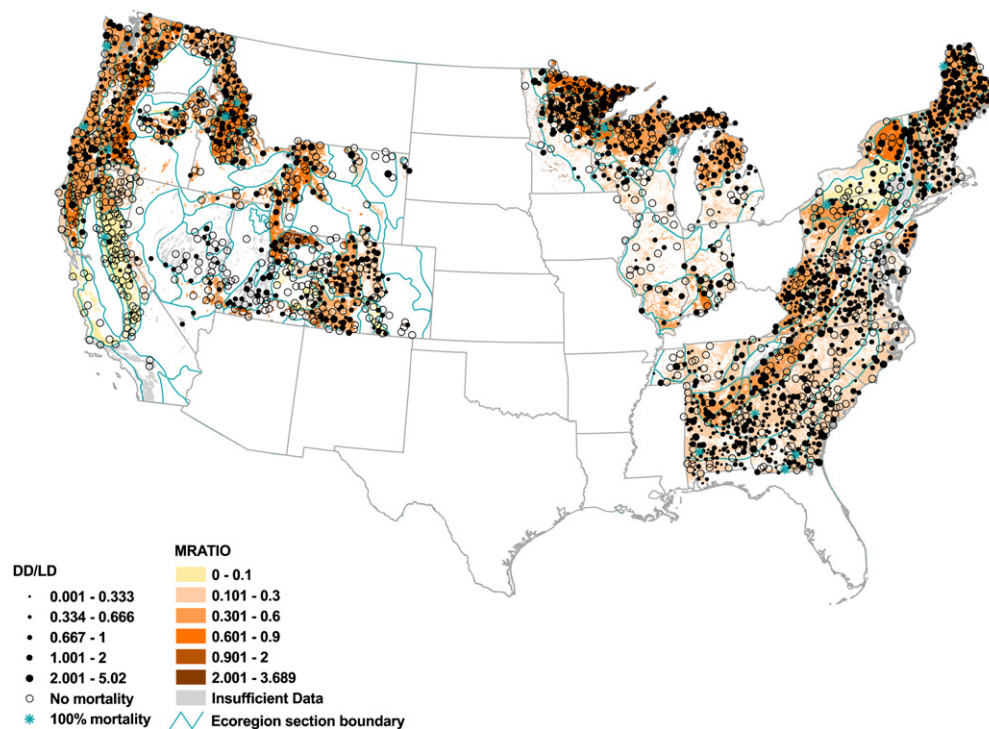 DD/LD
0.001 - 0.333
0.334 - 0.666
0.667 - 1
1.001 - 2
2.001 - 5.02
No mortality
100% mortality
MRATIO
0 - 0.1
0.101 - 0.3
0.301 - 0.6
0.601 - 0.9
0.901 - 2
2.001 - 3.689
Insufficient Data
Ecoregion section boundary